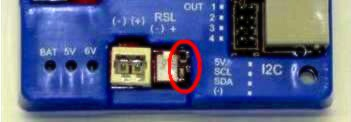 OUT 1
2
3
4
(-) (+) RSL
(-) +
BAT 5V 6V
5V
SCL
SDA
(-)
I2C